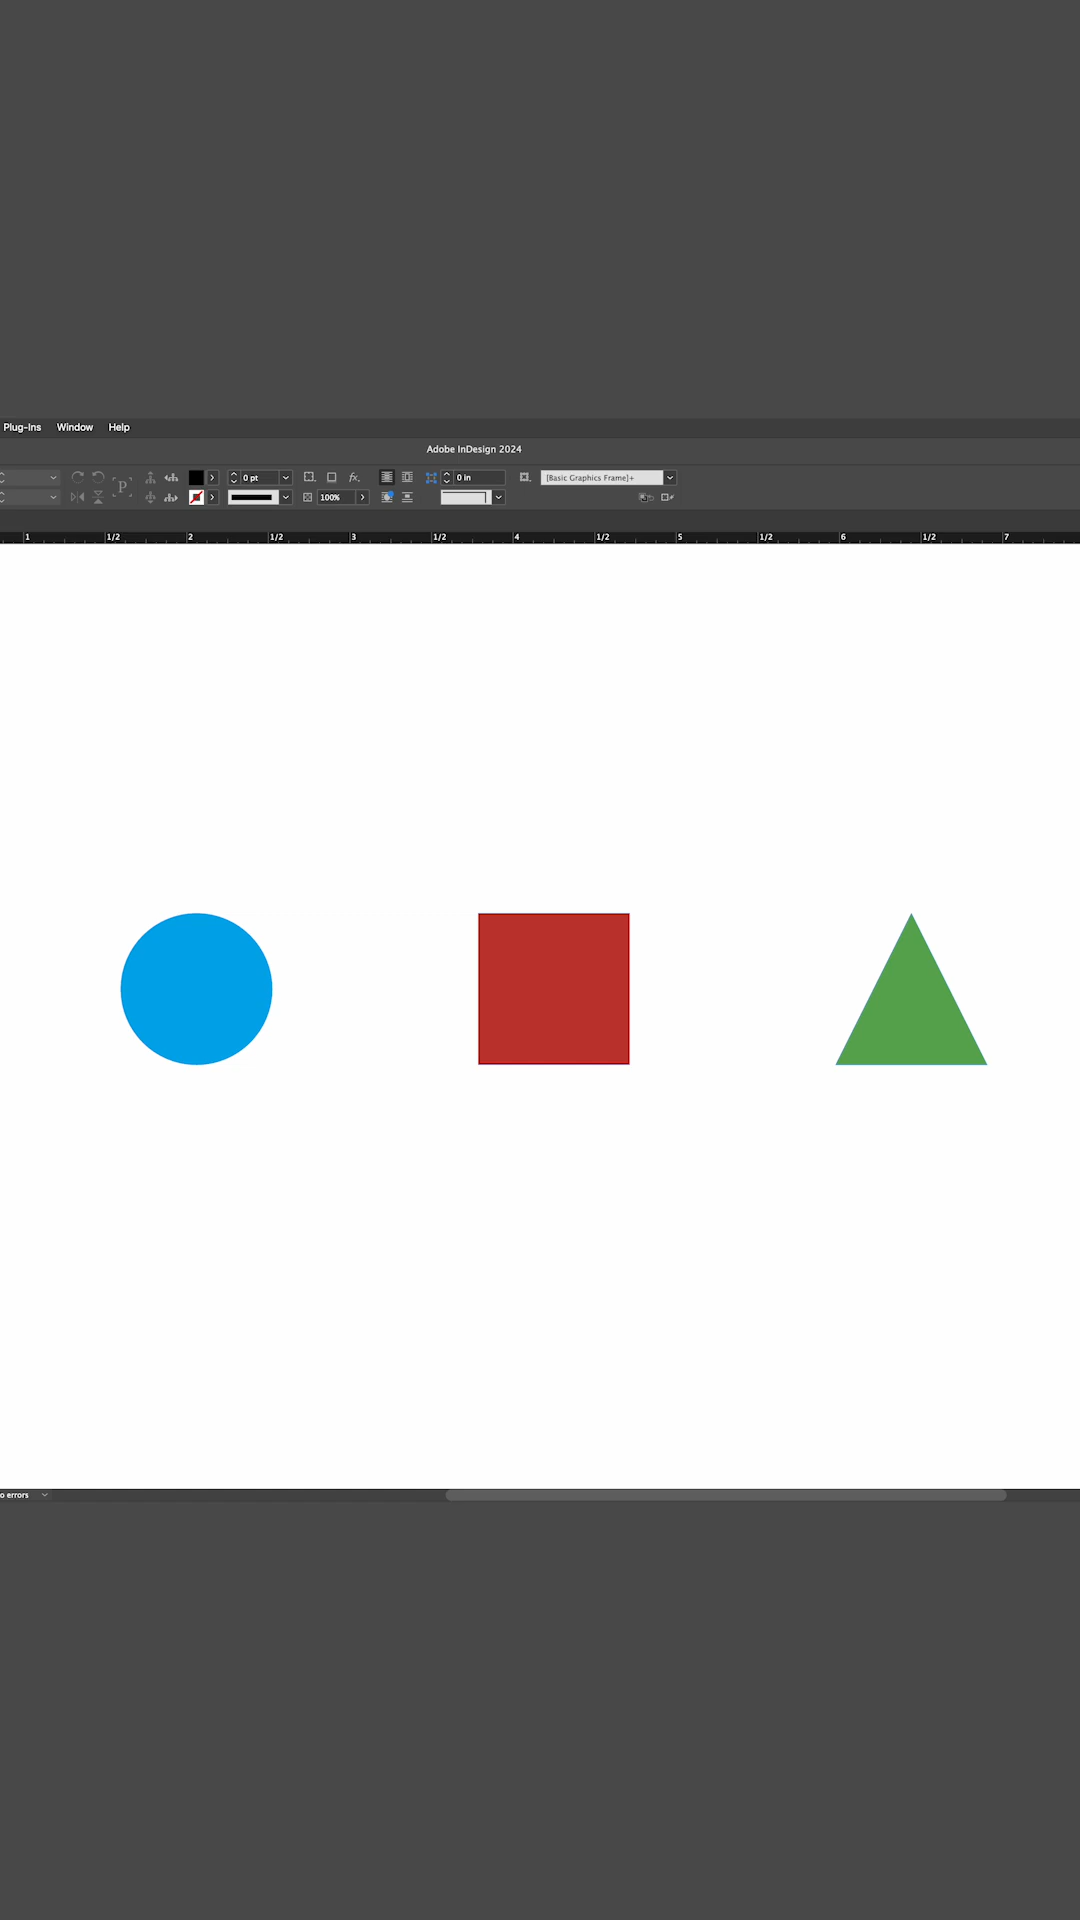 Plug-Ins Window Help
Adobe InDesign 2024
P 0 pt fx. 0 in [Basic Graphics Frame]+
100%
1 1/2 2 1/2 3 1/2 4 1/2 5 1/2 6 1/2 7
o errors